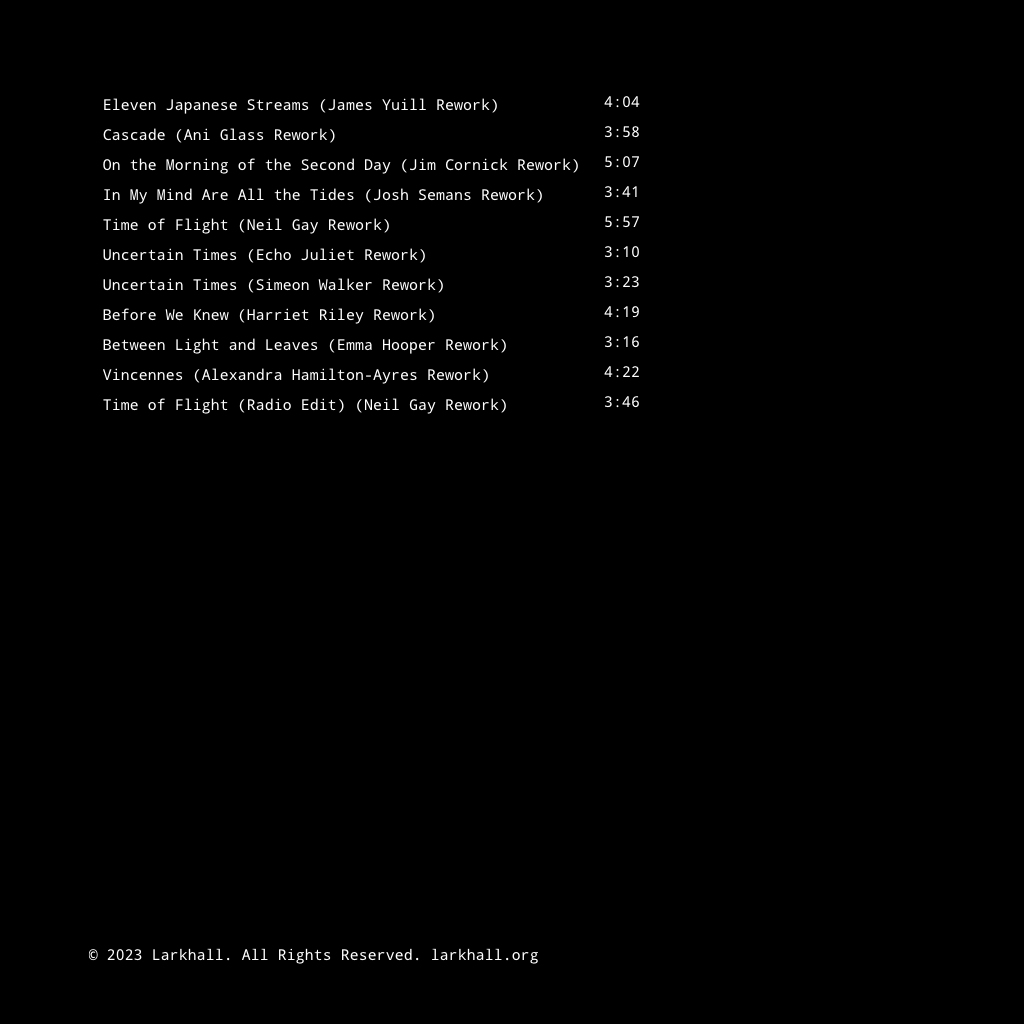 Eleven Japanese Streams (James Yuill Rework) 4:04
Cascade (Ani Glass Rework) 3:58
On the Morning of the Second Day (Jim Cornick Rework) 5:07
In My Mind Are All the Tides (Josh Semans Rework) 3:41
Time of Flight (Neil Gay Rework) 5:57
Uncertain Times (Echo Juliet Rework) 3:10
Uncertain Times (Simeon Walker Rework) 3:23
Before We Knew (Harriet Riley Rework) 4:19
Between Light and Leaves (Emma Hooper Rework) 3:16
Vincennes (Alexandra Hamilton-Ayres Rework) 4:22
Time of Flight (Radio Edit) (Neil Gay Rework) 3:46
© 2023 Larkhall. All Rights Reserved. larkhall.org